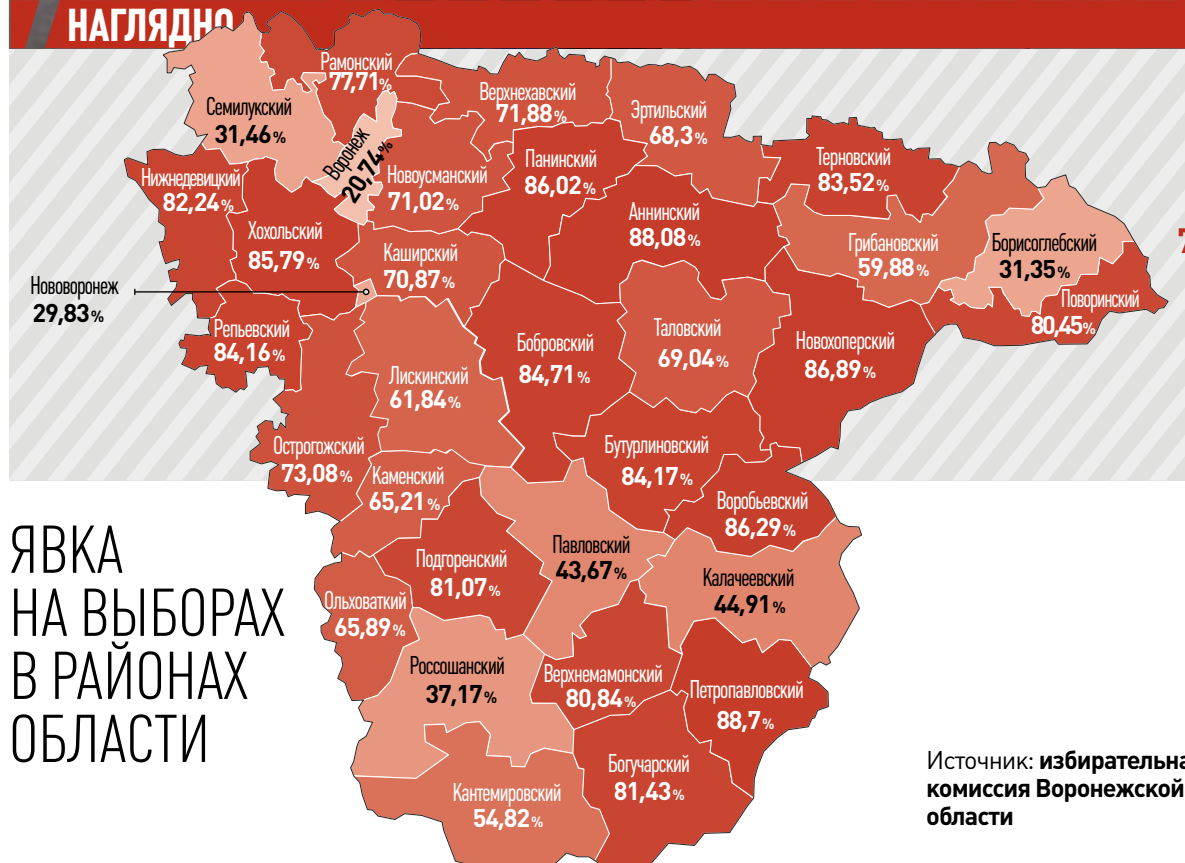 НАГЛЯДНО
Рамонский
77,71%
Семилукский
31,46%
Воронеж
20,74%
Верхнехавский
71,88%
Эртильский
68,3%
Нижнедевицкий
82,24%
Новоусманский
71,02%
Панинский
86,02%
Терновский
83,52%
Хохольский
85,79%
Каширский
70,87%
Аннинский
88,08%
Грибановский
59,88%
Борисоглебский
31,35%
Нововоронеж
29,83%
Поворинский
80,45%
Репьевский
84,16%
Лискинский
61,84%
Бобровский
84,71%
Таловский
69,04%
Новохоперский
86,89%
Острогожский
73,08%
Каменский
65,21%
Бутурлиновский
84,17%
Воробьевский
86,29%
Подгоренский
81,07%
Павловский
43,67%
Калачеевский
44,91%
Ольховаткий
65,89%
Россошанский
37,17%
Верхнемамонский
80,84%
Петропавловский
88,7%
Богучарский
81,43%
Кантемировский
54,82%
ЯВКА
НА ВЫБОРАХ
В РАЙОНАХ
ОБЛАСТИ
Источник: избирательна
комиссия Воронежской
области